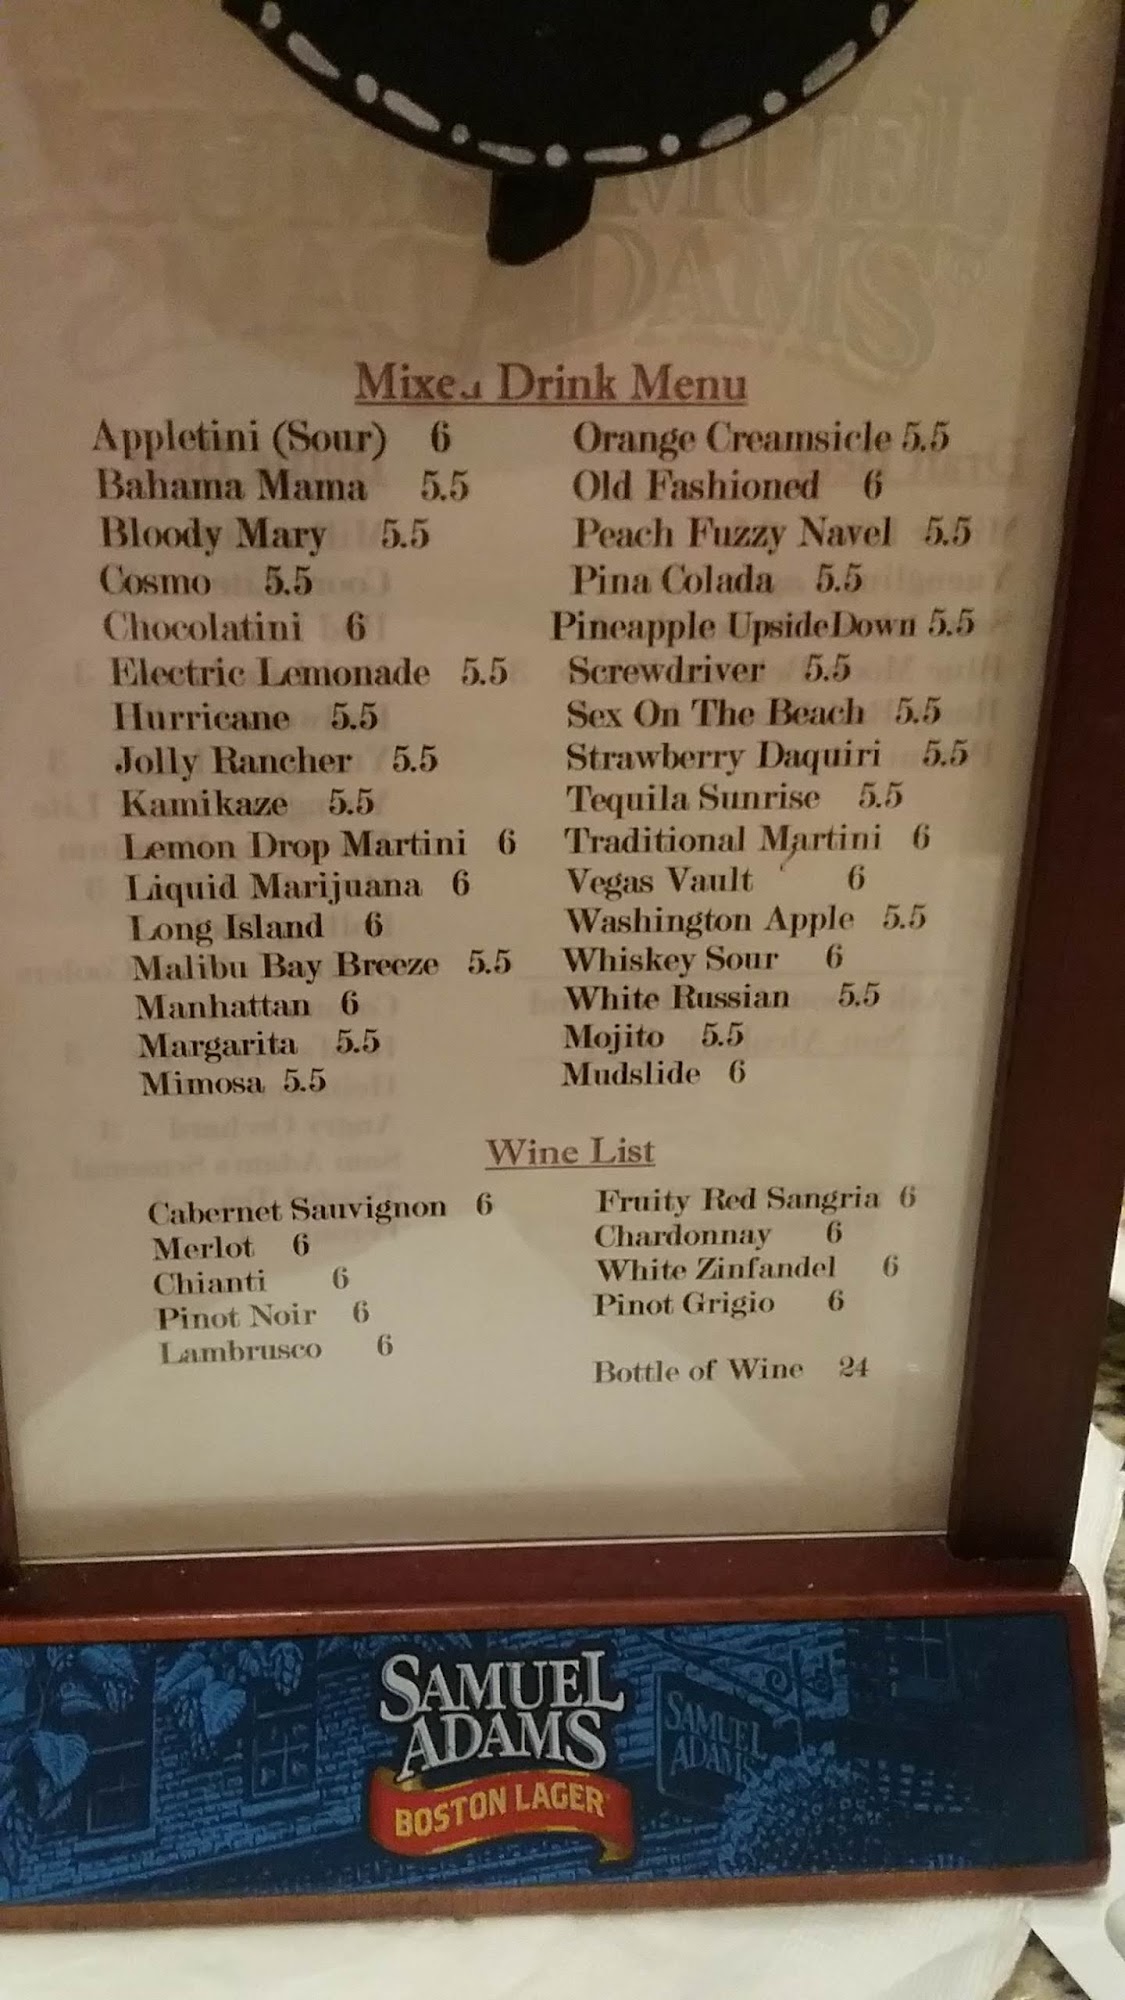 Mixed Drink Menu
Appletini (Sour) 6
Bahama Mama 5.5
Bloody Mary 5.5
Cosmo 5.5
Chocolatini 6
Electric Lemonade 5.5
Hurricane 5.5
Jolly Rancher 5.5
Kamikaze 5.5
Lemon Drop Martini 6
Liquid Marijuana 6
Long Island 6
Malibu Bay Breeze 5.5
Manhattan 6
Margarita 5.5
Mimosa 5.5
Orange Creamsicle 5.5
Old Fashioned 6
Peach Fuzzy Navel 5.5
Pina Colada 5.5
Pineapple UpsideDown 5.5
Screwdriver 5.5
Sex On The Beach 5.5
Strawberry Daquiri 5.5
Tequila Sunrise 5.5
Traditional Martini 6
Vegas Vault 6
Washington Apple 5.5
Whiskey Sour 6
White Russian 5.5
Mojito 5.5
Mudslide 6
Wine List
Cabernet Sauvignon 6
Merlot 6
Chianti 6
Pinot Noir 6
Lambrusco 6
Fruity Red Sangria 6
Chardonnay 6
White Zinfandel 6
Pinot Grigio 6
Bottle of Wine 24
SAMUEL
ADAMS
BOSTON LAGER
SAMUEL
ADAMS